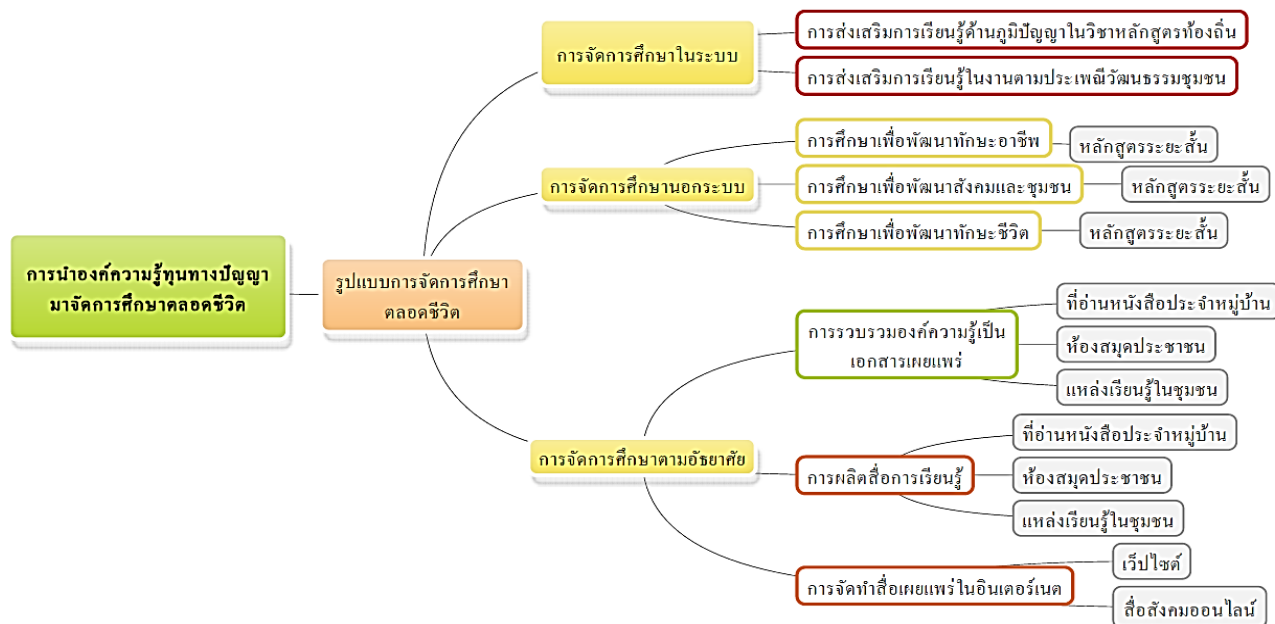 การจัดการศึกษาในระบบ
การส่งเสริมการเรียนรู้ด้านภูมิปัญญาในวิชาหลักสูตรท้องถิ่น
การส่งเสริมการเรียนรู้ในงานตามประเพณีวัฒนธรรมชุมชน
การจัดการศึกษานอกระบบ
การศึกษาเพื่อพัฒนาทักษะอาชีพ
หลักสูตรระยะสั้น
การศึกษาเพื่อพัฒนาสังคมและชุมชน
หลักสูตรระยะสั้น
การศึกษาเพื่อพัฒนาทักษะชีวิต
หลักสูตรระยะสั้น
การนำองค์ความรู้ทุนทางปัญญา
มาจัดการศึกษาตลอดชีวิต
รูปแบบการจัดการศึกษา
ตลอดชีวิต
การจัดการศึกษาตามอัธยาศัย
การรวบรวมองค์ความรู้เป็น
เอกสารเผยแพร่
ที่อ่านหนังสือประจำหมู่บ้าน
ห้องสมุดประชาชน
แหล่งเรียนรู้ในชุมชน
การผลิตสื่อการเรียนรู้
ที่อ่านหนังสือประจำหมู่บ้าน
ห้องสมุดประชาชน
แหล่งเรียนรู้ในชุมชน
การจัดทำสื่อเผยแพร่ในอินเตอร์เนต
เว็ปไซต์
สื่อสังคมออนไลน์